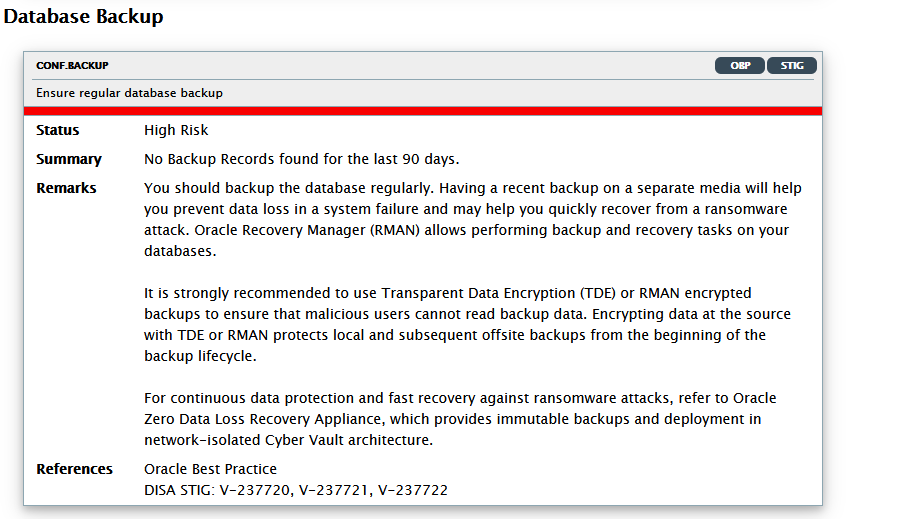 Database Backup
CONF.BACKUP OBP STIG
Ensure regular database backup
Status High Risk
Summary No Backup Records found for the last 90 days.
Remarks You should backup the database regularly. Having a recent backup on a separate media will help
you prevent data loss in a system failure and may help you quickly recover from a ransomware
attack. Oracle Recovery Manager (RMAN) allows performing backup and recovery tasks on your
databases.
It is strongly recommended to use Transparent Data Encryption (TDE) or RMAN encrypted
backups to ensure that malicious users cannot read backup data. Encrypting data at the source
with TDE or RMAN protects local and subsequent offsite backups from the beginning of the
backup lifecycle.
For continuous data protection and fast recovery against ransomware attacks, refer to Oracle
Zero Data Loss Recovery Appliance, which provides immutable backups and deployment in
network-isolated Cyber Vault architecture.
References Oracle Best Practice
DISA STIG: V-237720, V-237721, V-237722